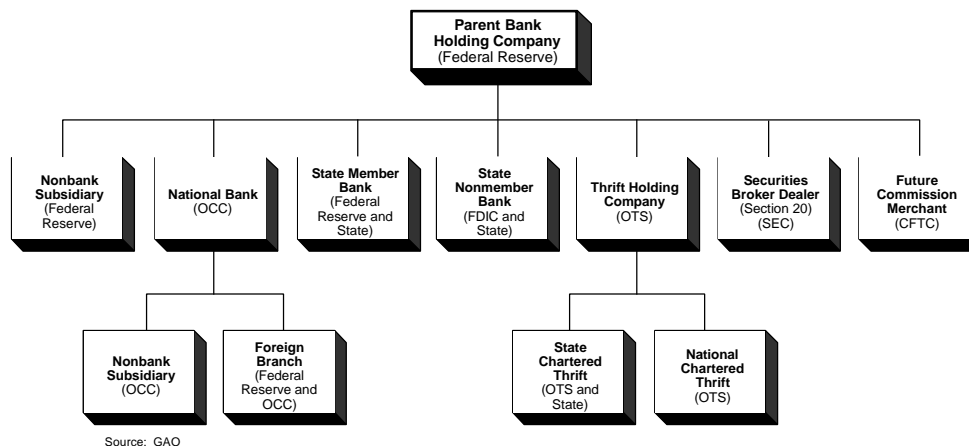 Parent Bank
Holding Company
(Federal Reserve)
Nonbank
Subsidiary
(Federal
Reserve)
National Bank
(OCC)
State Member
Bank
(Federal
Reserve and
State)
State
Nonmember
Bank
(FDIC and
State)
Thrift Holding
Company
(OTS)
Securities
Broker Dealer
(Section 20)
(SEC)
Future
Commission
Merchant
(CFTC)
Nonbank
Subsidiary
(OCC)
Foreign
Branch
(Federal
Reserve and
OCC)
State
Chartered
Thrift
(OTS and
State)
National
Chartered
Thrift
(OTS)
Source: GAO